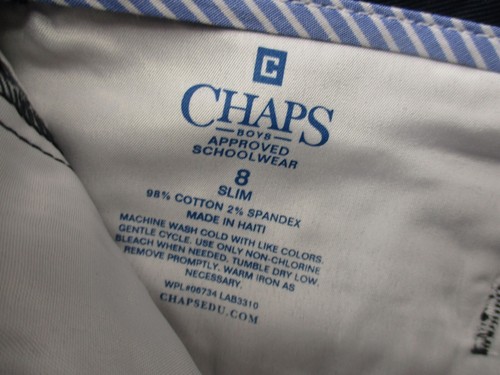 C
CHAPS
BOYS
APPROVED
SCHOOLWEAR
8
SLIM
98% COTTON 2% SPANDEX
MADE IN HAITI
MACHINE WASH COLD WITH LIKE COLORS.
GENTLE CYCLE. USE ONLY NON-CHLORINE
BLEACH WHEN NEEDED. TUMBLE DRY LOW.
REMOVE PROMPTLY. WARM IRON AS
NECESSARY.
WPL#06734 LAB3310
CHAPSEDU.COM